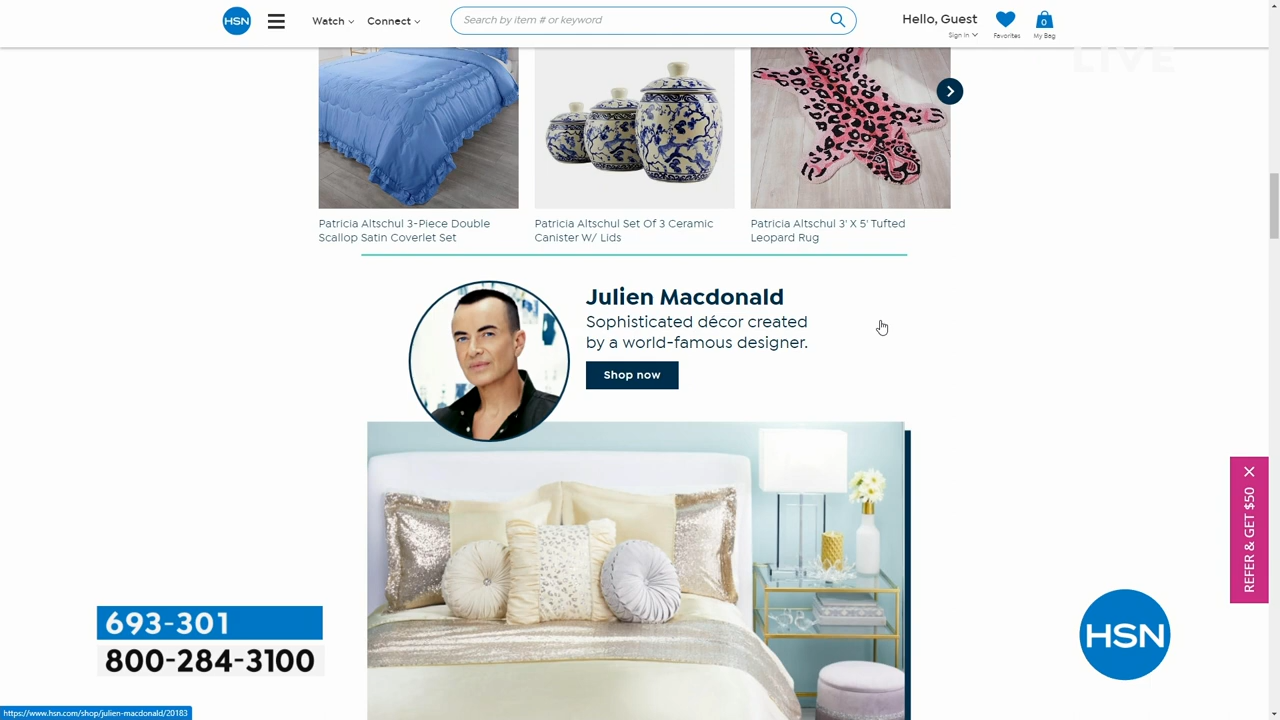 HSN
Watch
Connect
Search by item # or keyword
Hello, Guest
Sign In
Favorites
0
My Bag
LIVE
Patricia Altschul 3-Piece Double
Scallop Satin Coverlet Set
Patricia Altschul Set Of 3 Ceramic
Canister W/ Lids
Patricia Altschul 3' X 5' Tufted
Leopard Rug
Julien Macdonald
Sophisticated décor created
by a world-famous designer.
Shop now
REFER & GET $50
693-301
800-284-3100
HSN
https://www.hsn.com/shop/julien-macdonald/20183